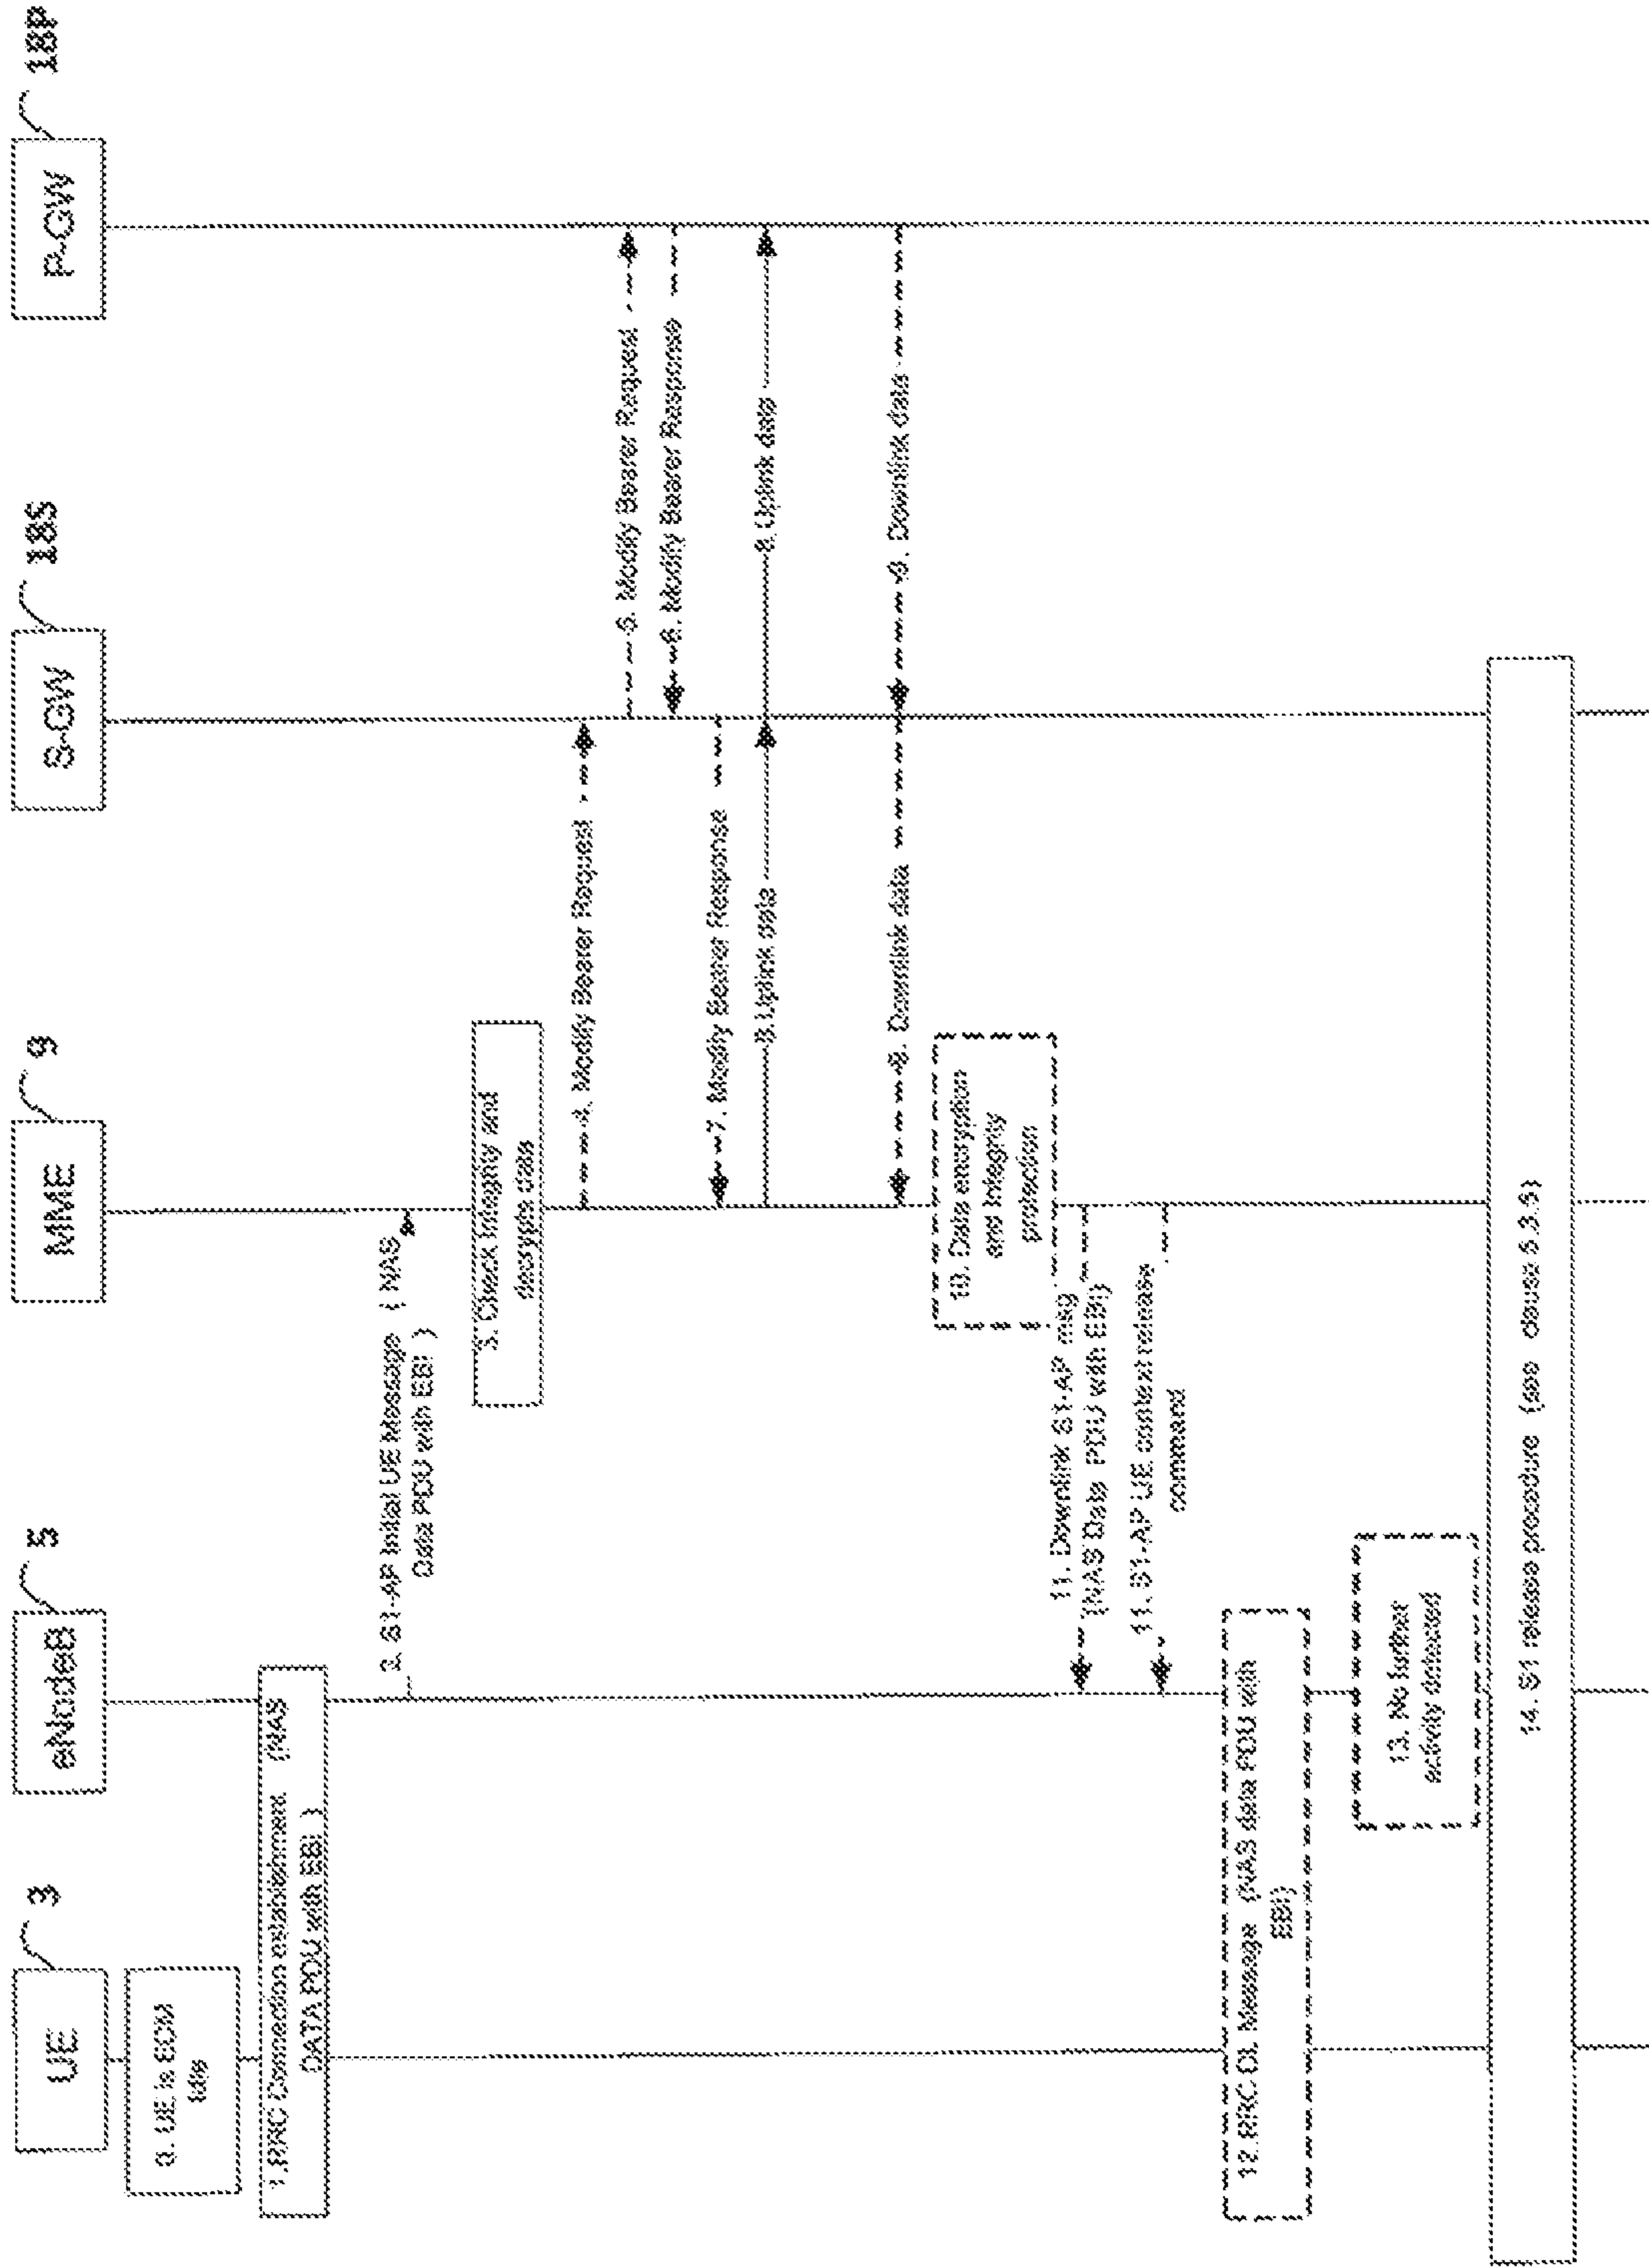 UE
3
eNodeB
5
MME
9
S-GW
18S
P-GW
18P
0. UE is ECM
Idle
1.RRC Connection establishment (NAS
DATA PDU with EBI )
2. S1-AP Initial UE Message ( NAS
Data PDU with EBI )
3. Check Integrity and
decrypts data
4. Modify Bearer Request
5. Modify Bearer Request
6. Modify Bearer Response
7. Modify Bearer Response
8.Uplink data
8. Uplink data
9. Downlink data
9. Downlink data
10. Data encryption
and Integrity
protection
11. Downlink S1-AP msg
(NAS Data PDU with EBI)
11. S1-AP UE context release
command
12. RRC DL Message (NAS data PDU with
EBI)
13. No further
activity detected
14. S1 release procedure (see clause 5.3.5)